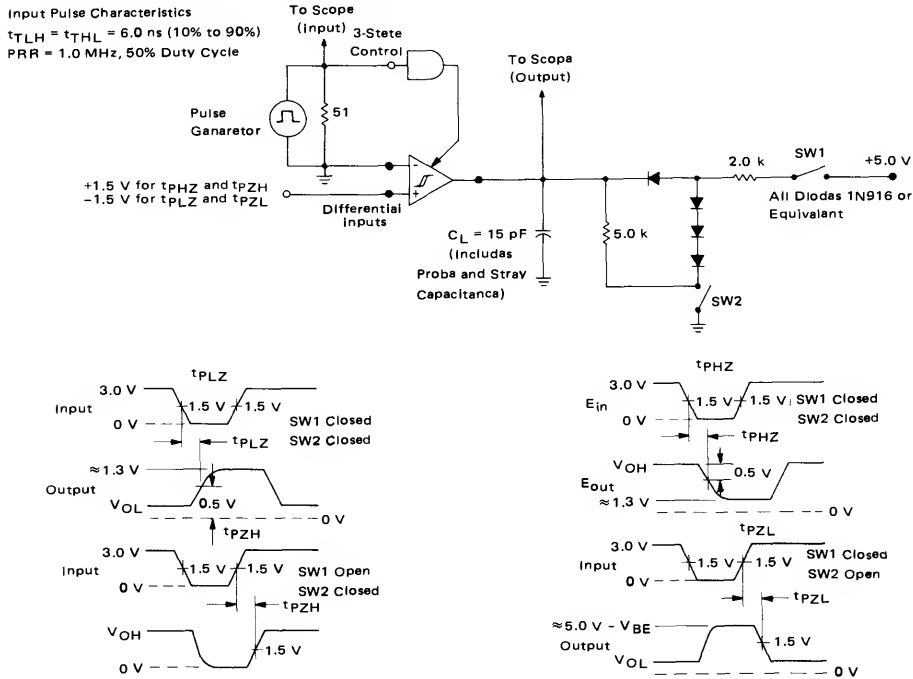 Input Pulse Characteristics
tTLH = tTHL = 6.0 ns (10% to 90%)
PRR = 1.0 MHz, 50% Duty Cycle
To Scope
(input)
3-Stete
Control
To Scopa
(Output)
Pulse
Ganaretor
51
+1.5 V for tPHZ and tPZH
−1.5 V for tPLZ and tPZL
Differential
inputs
-
+
CL = 15 pF
(Includas
Proba and Stray
Capacitanca)
5.0 k
2.0 k
SW1
+5.0 V
All Diodas 1N916 or
Equivalant
SW2
tPLZ
3.0 V
Input
1.5 V
1.5 V
0 V
SW1 Closed
SW2 Closed
tPLZ
≈1.3 V
Output
0.5 V
VOL
0 V
tPZH
3.0 V
Input
1.5 V
1.5 V
0 V
SW1 Open
SW2 Closed
tPZH
VOH
1.5 V
0 V
tPHZ
3.0 V
Ein
1.5 V
1.5 V
0 V
SW1 Closed
SW2 Closed
tPHZ
VOH
Eout
0.5 V
≈1.3 V
0 V
tPZL
3.0 V
Input
1.5 V
1.5 V
0 V
SW1 Closed
SW2 Open
tPZL
≈5.0 V - VBE
Output
1.5 V
VOL
0 V